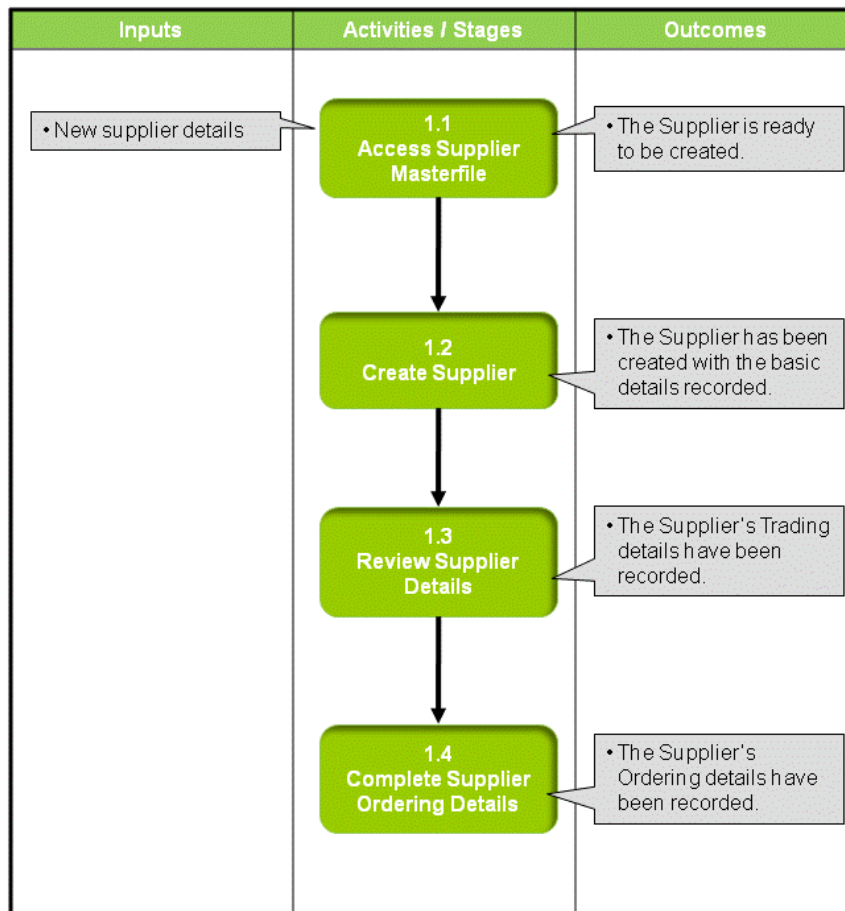 Inputs
Activities / Stages
Outcomes
• New supplier details
1.1
Access Supplier
Masterfile
• The Supplier is ready
to be created.
1.2
Create Supplier
• The Supplier has been
created with the basic
details recorded.
1.3
Review Supplier
Details
• The Supplier's Trading
details have been
recorded.
1.4
Complete Supplier
Ordering Details
• The Supplier's
Ordering details have
been recorded.